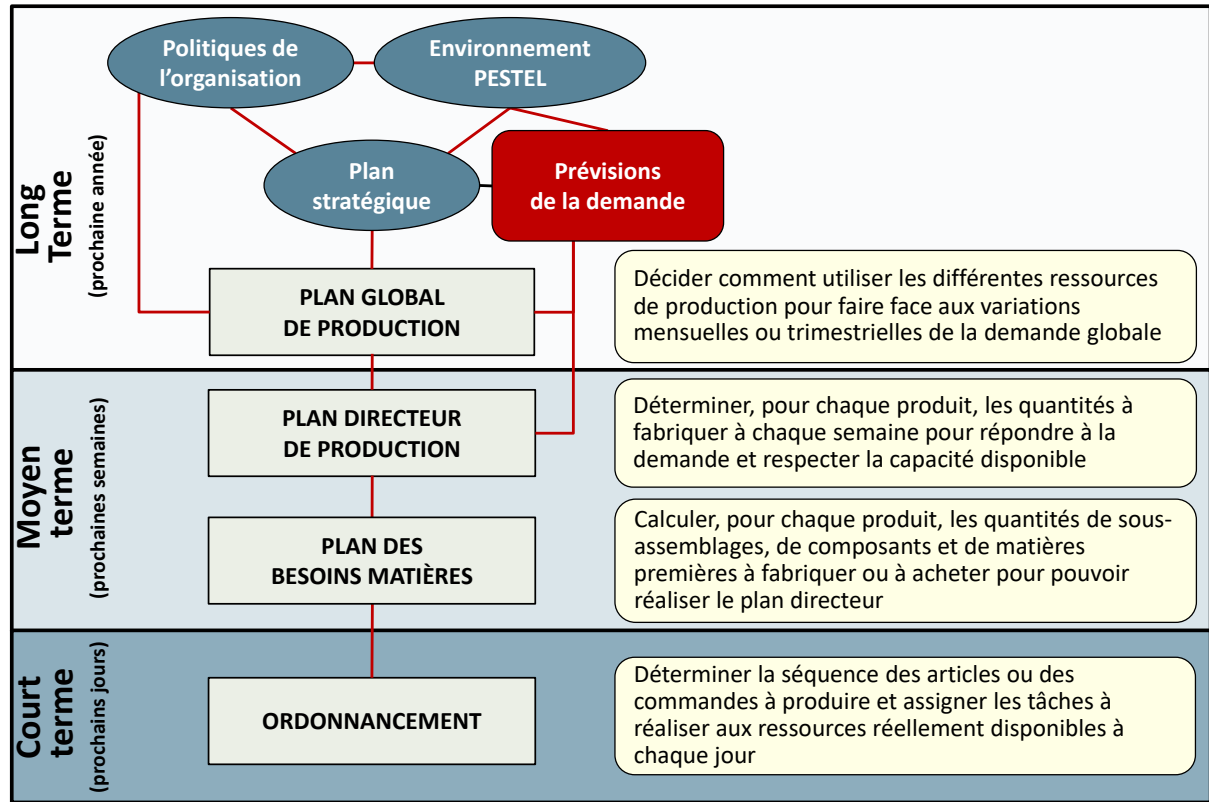 Politiques de
l'organisation
Environnement
PESTEL
Plan
stratégique
Prévisions
de la demande
Long
Terme
(prochaine année)
PLAN GLOBAL
DE PRODUCTION
Décider comment utiliser les différentes ressources
de production pour faire face aux variations
mensuelles ou trimestrielles de la demande globale
Moyen
terme
(prochaines semaines)
PLAN DIRECTEUR
DE PRODUCTION
Déterminer, pour chaque produit, les quantités à
fabriquer à chaque semaine pour répondre à la
demande et respecter la capacité disponible
PLAN DES
BESOINS MATIÈRES
Calculer, pour chaque produit, les quantités de sous-
assemblages, de composants et de matières
premières à fabriquer ou à acheter pour pouvoir
réaliser le plan directeur
Court
terme
(prochains jours)
ORDONNANCEMENT
Déterminer la séquence des articles ou des
commandes à produire et assigner les tâches à
réaliser aux ressources réellement disponibles à
chaque jour